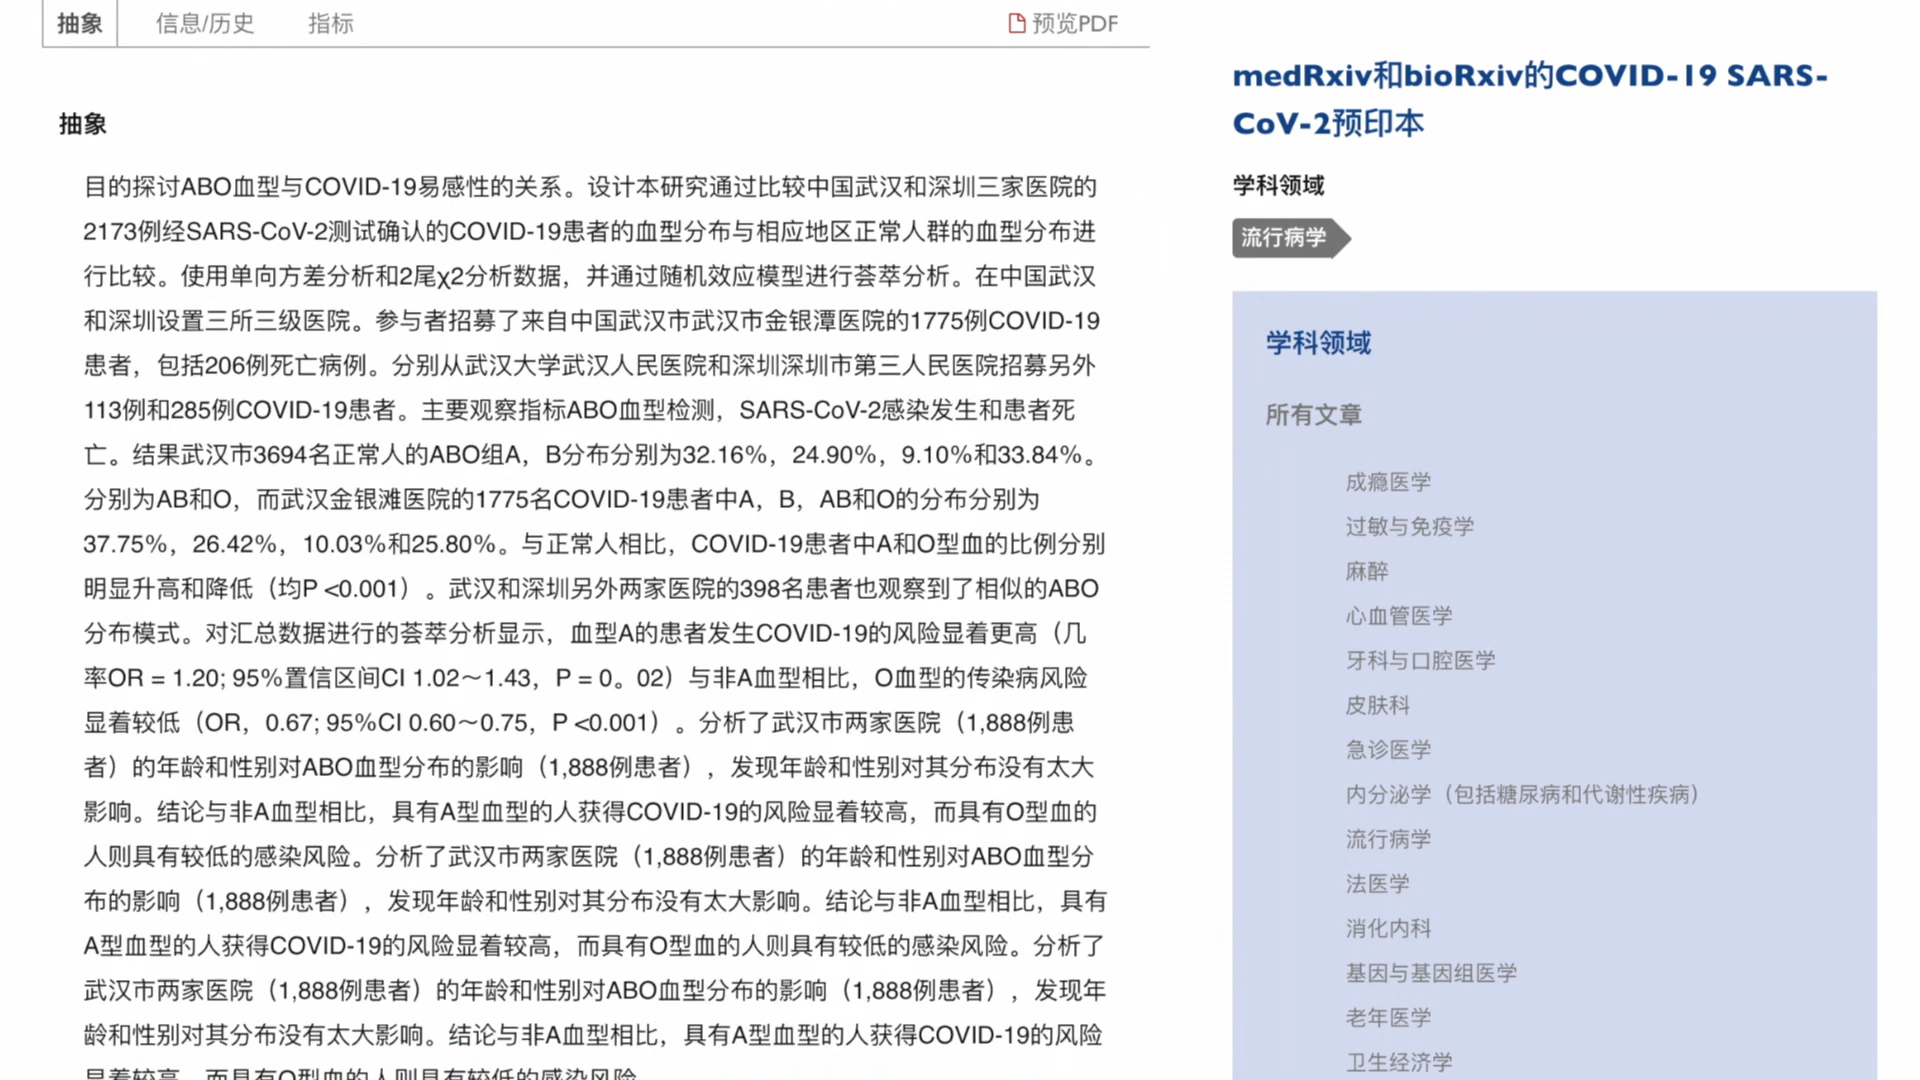 抽象
信息/历史
指标
预览PDF
抽象
目的探讨ABO血型与COVID-19易感性的关系。设计本研究通过比较中国武汉和深圳三家医院的
2173例经SARS-CoV-2测试确认的COVID-19患者的血型分布与相应地区正常人群的血型分布进
行比较。使用单向方差分析和2尾χ2分析数据，并通过随机效应模型进行荟萃分析。在中国武汉
和深圳设置三所三级医院。参与者招募了来自中国武汉市武汉市金银潭医院的1775例COVID-19
患者，包括206例死亡病例。分别从武汉大学武汉人民医院和深圳深圳市第三人民医院招募另外
113例和285例COVID-19患者。主要观察指标ABO血型检测，SARS-CoV-2感染发生和患者死
亡。结果武汉市3694名正常人的ABO组A，B分布分别为32.16%，24.90%，9.10%和33.84%。
分别为AB和O，而武汉金银滩医院的1775名COVID-19患者中A，B，AB和O的分布分别为
37.75%，26.42%，10.03%和25.80%。与正常人相比，COVID-19患者中A和O型血的比例分别
明显升高和降低（均P <0.001）。武汉和深圳另外两家医院的398名患者也观察到了相似的ABO
分布模式。对汇总数据进行的荟萃分析显示，血型A的患者发生COVID-19的风险显着更高（几
率OR = 1.20; 95%置信区间CI 1.02～1.43，P = 0。02）与非A血型相比，O血型的传染病风险
显着较低（OR，0.67; 95%CI 0.60～0.75，P <0.001）。分析了武汉市两家医院（1,888例患
者）的年龄和性别对ABO血型分布的影响（1,888例患者），发现年龄和性别对其分布没有太大
影响。结论与非A血型相比，具有A型血型的人获得COVID-19的风险显着较高，而具有O型血的
人则具有较低的感染风险。分析了武汉市两家医院（1,888例患者）的年龄和性别对ABO血型分
布的影响（1,888例患者），发现年龄和性别对其分布没有太大影响。结论与非A血型相比，具有
A型血型的人获得COVID-19的风险显着较高，而具有O型血的人则具有较低的感染风险。分析了
武汉市两家医院（1,888例患者）的年龄和性别对ABO血型分布的影响（1,888例患者），发现年
龄和性别对其分布没有太大影响。结论与非A血型相比，具有A型血型的人获得COVID-19的风险
显着较高，而具有O型血的人则具有较低的感染风险。
medRxiv和bioRxiv的COVID-19 SARS-
CoV-2预印本
学科领域
流行病学
学科领域
所有文章
成瘾医学
过敏与免疫学
麻醉
心血管医学
牙科与口腔医学
皮肤科
急诊医学
内分泌学（包括糖尿病和代谢性疾病）
流行病学
法医学
消化内科
基因与基因组医学
老年医学
卫生经济学